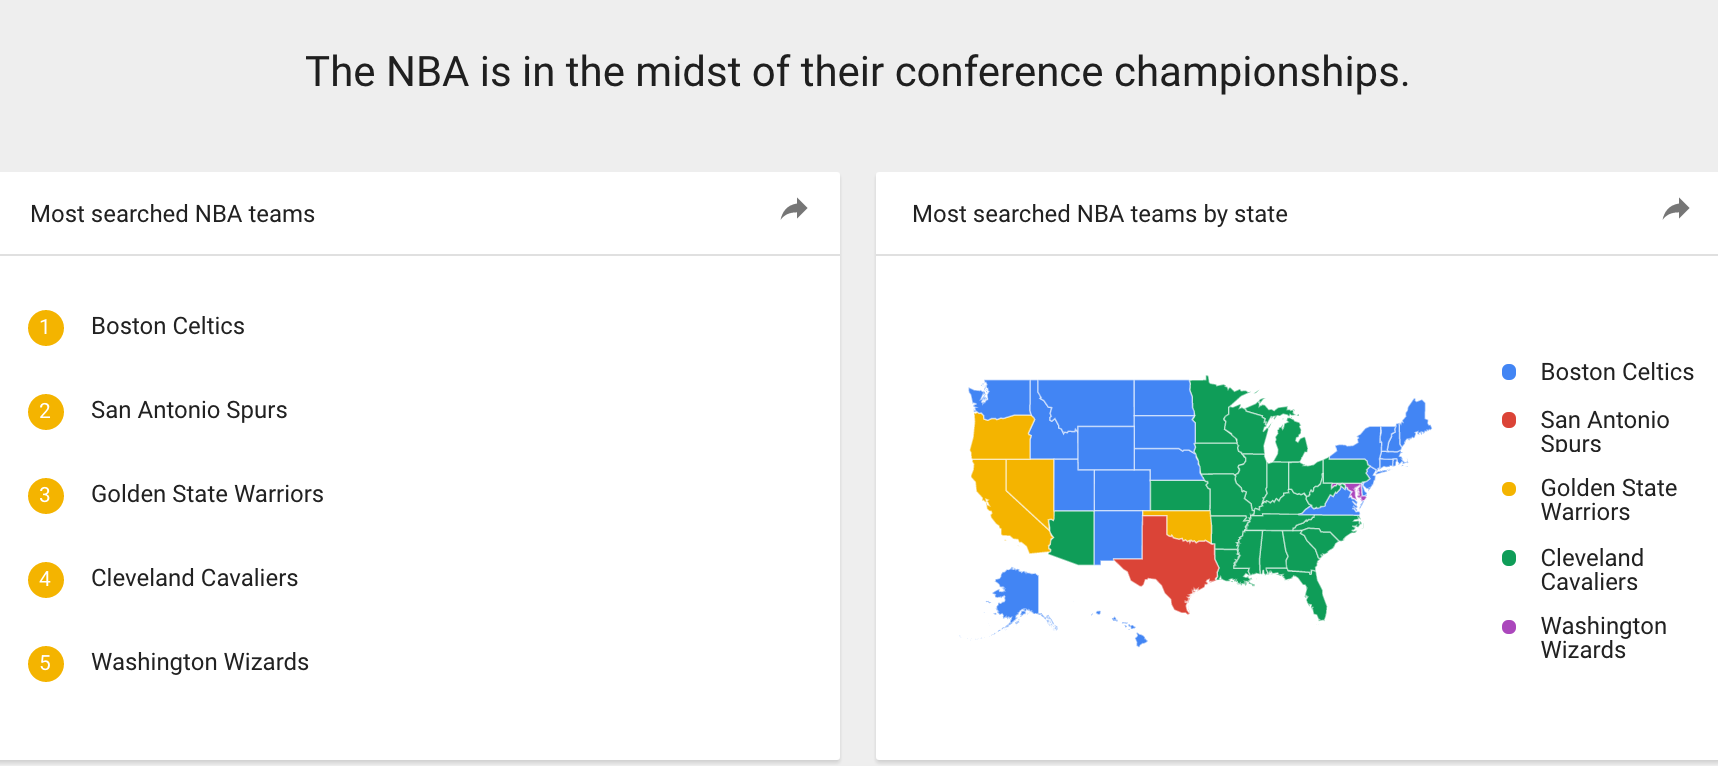 The NBA is in the midst of their conference championships.
Most searched NBA teams
1 Boston Celtics
2 San Antonio Spurs
3 Golden State Warriors
4 Cleveland Cavaliers
5 Washington Wizards
Most searched NBA teams by state
Boston Celtics
San Antonio
Spurs
Golden State
Warriors
Cleveland
Cavaliers
Washington
Wizards